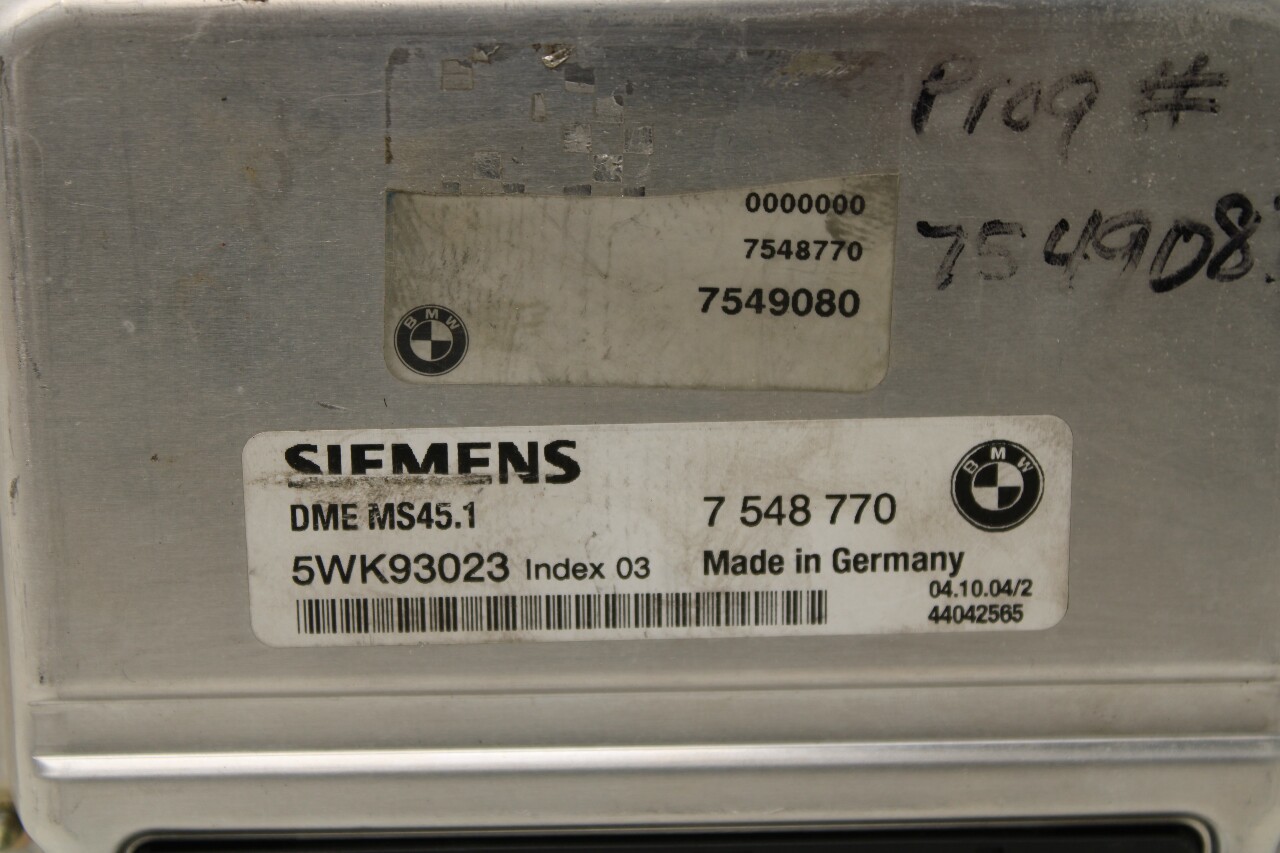 Prog #
754908
0000000
7548770
7549080
BMW
SIEMENS
BMW
DME MS45.1
7 548 770
5WK93023 Index 03
Made in Germany
04.10.04/2
44042565